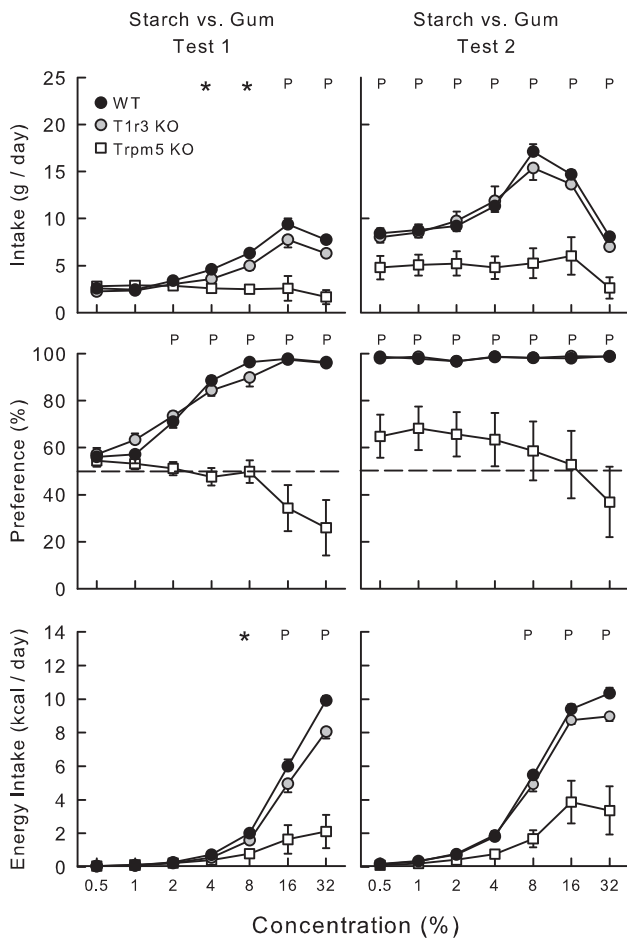 Starch vs. Gum
Test 1
Starch vs. Gum
Test 2
Intake (g / day)
25
20
15
10
5
0
WT
T1r3 KO
Trpm5 KO
* * P P
P P P P P P P
Preference (%)
100
80
60
40
20
0
P P P P P
P P P P P P P
Energy Intake (kcal / day)
14
12
10
8
6
4
2
0
* P P
P P P
0.5 1 2 4 8 16 32
0.5 1 2 4 8 16 32
Concentration (%)